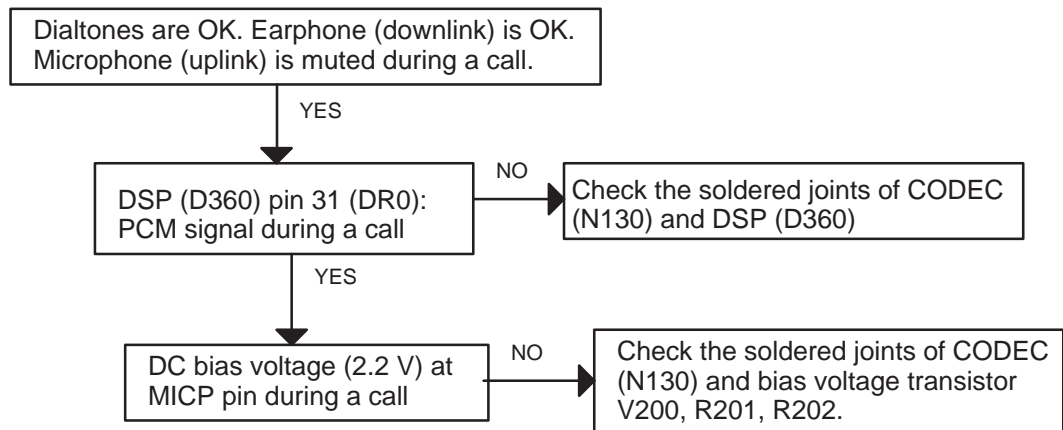 Dialtones are OK. Earphone (downlink) is OK.
Microphone (uplink) is muted during a call.
YES
NO
DSP (D360) pin 31 (DR0):
PCM signal during a call
Check the soldered joints of CODEC
(N130) and DSP (D360)
YES
NO
DC bias voltage (2.2 V) at
MICP pin during a call
Check the soldered joints of CODEC
(N130) and bias voltage transistor
V200, R201, R202.